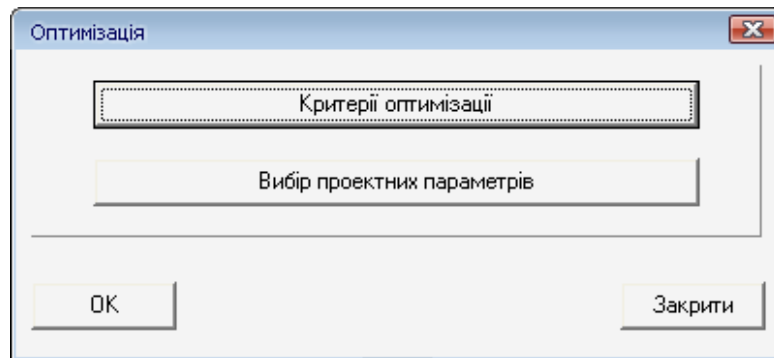 Оптимізація
Критерії оптимізації
Вибір проектних параметрів
OK
Закрити